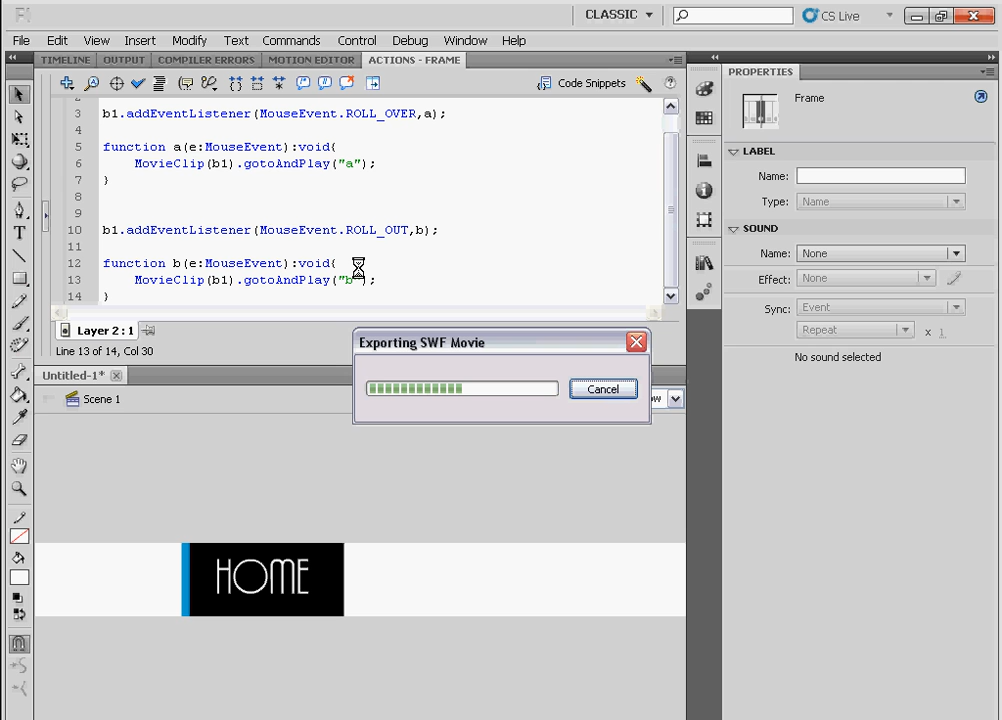 Fl
CLASSIC
CS Live
File Edit View Insert Modify Text Commands Control Debug Window Help
TIMELINE OUTPUT COMPILER ERRORS MOTION EDITOR ACTIONS - FRAME
Code Snippets
3 b1.addEventListener(MouseEvent.ROLL_OVER,a);
4
5 function a(e:MouseEvent):void{
6 MovieClip(b1).gotoAndPlay("a");
7 }
8
9
10 b1.addEventListener(MouseEvent.ROLL_OUT,b);
11
12 function b(e:MouseEvent):void{
13 MovieClip(b1).gotoAndPlay("b");
14 }
Layer 2 : 1
Line 13 of 14, Col 30
Exporting SWF Movie
Cancel
Untitled-1*
Scene 1
HOME
PROPERTIES
Frame
LABEL
Name:
Type: Name
SOUND
Name: None
Effect: None
Sync: Event
Repeat x 1
No sound selected